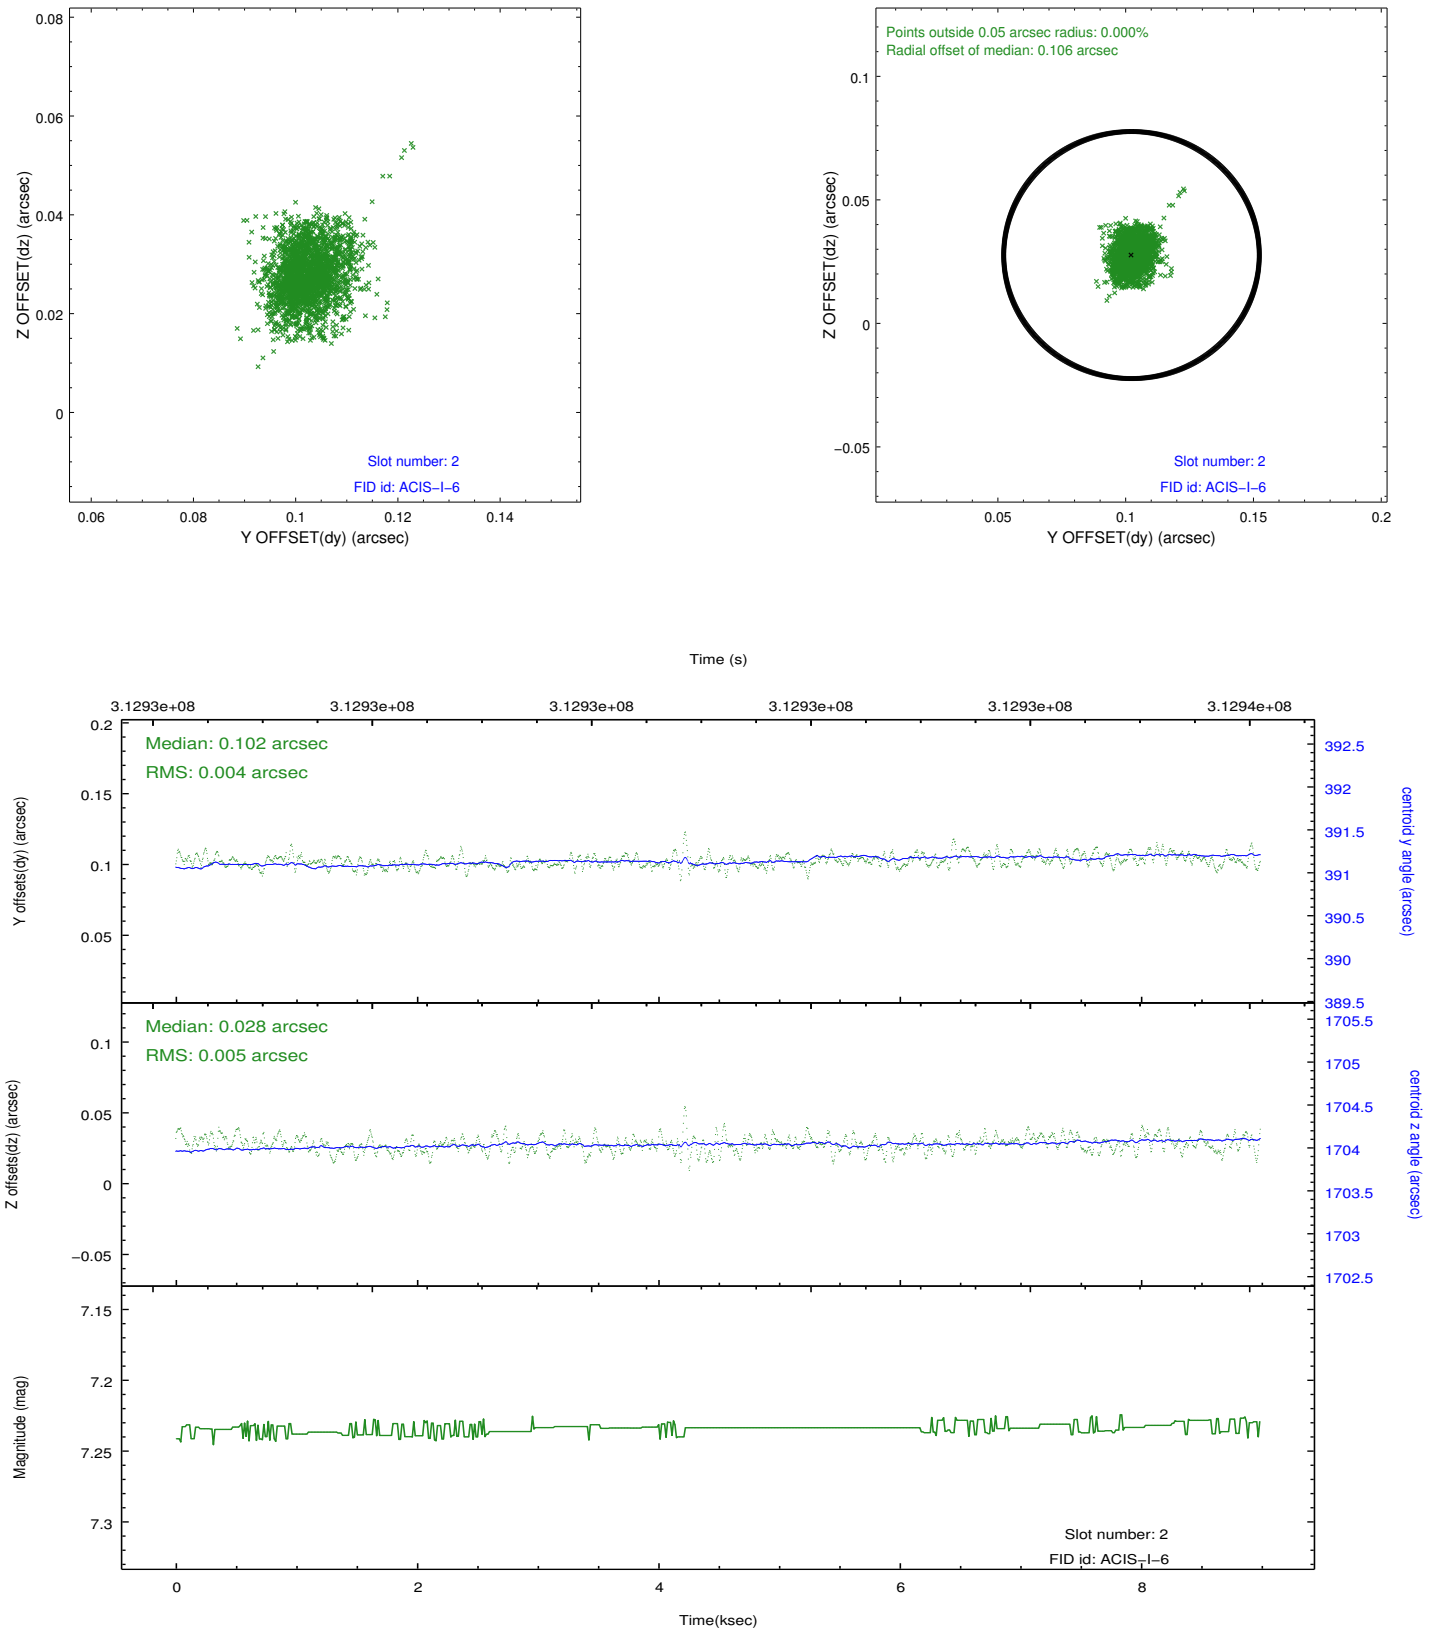 0.08
0.06
0.04
0.02
0
Z OFFSET(dz) (arcsec)
Slot number: 2
FID id: ACIS−I−6
0.06 0.08 0.1 0.12 0.14
Y OFFSET(dy) (arcsec)
Points outside 0.05 arcsec radius: 0.000%
Radial offset of median: 0.106 arcsec
0.1
0.05
0
−0.05
Z OFFSET(dz) (arcsec)
Slot number: 2
FID id: ACIS−I−6
0.05 0.1 0.15 0.2
Y OFFSET(dy) (arcsec)
Time (s)
3.1293e+08 3.1293e+08 3.1293e+08 3.1293e+08 3.1293e+08 3.1294e+08
Median: 0.102 arcsec
RMS: 0.004 arcsec
0.2
0.15
0.1
0.05
Y offsets(dy) (arcsec)
392.5
392
391.5
391
390.5
390
389.5
centroid y angle (arcsec)
Median: 0.028 arcsec
RMS: 0.005 arcsec
0.1
0.05
0
−0.05
Z offsets(dz) (arcsec)
1705.5
1705
1704.5
1704
1703.5
1703
1702.5
centroid z angle (arcsec)
7.15
7.2
7.25
7.3
Magnitude (mag)
Slot number: 2
FID id: ACIS−I−6
0 2 4 6 8
Time(ksec)